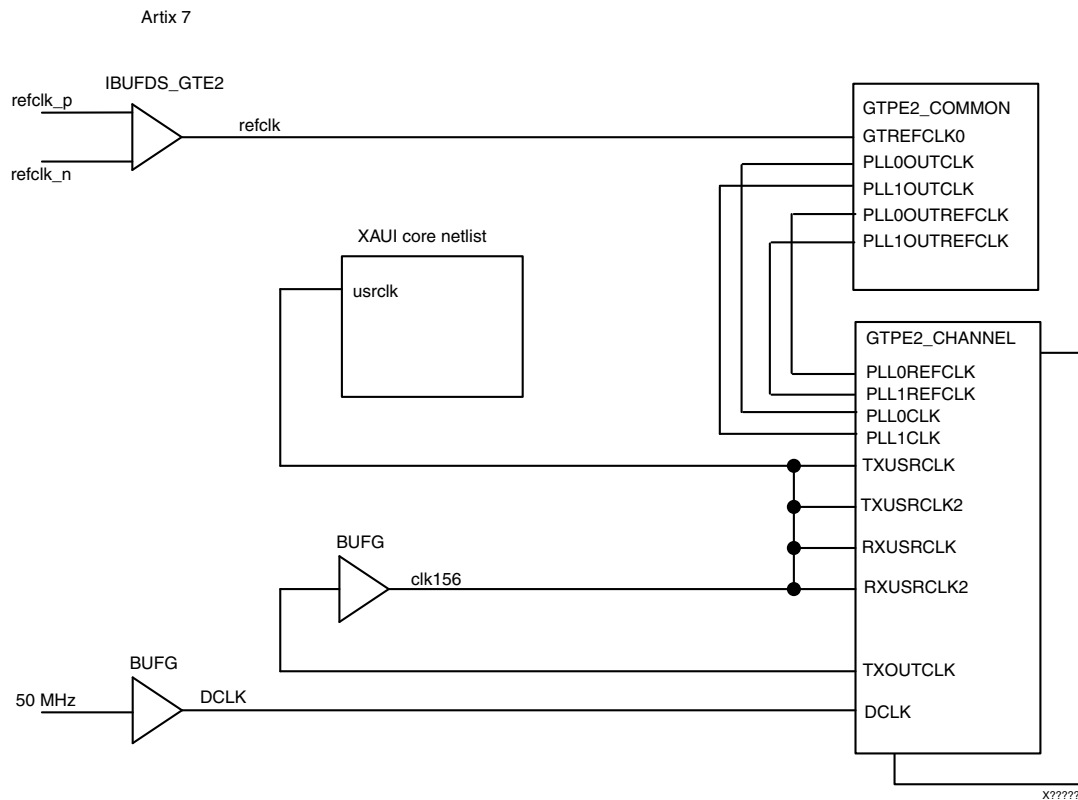 Artix 7
IBUFDS_GTE2
refclk_p
refclk
refclk_n
GTPE2_COMMON
GTREFCLK0
PLL0OUTCLK
PLL1OUTCLK
PLL0OUTREFCLK
PLL1OUTREFCLK
XAUI core netlist
usrclk
GTPE2_CHANNEL
PLL0REFCLK
PLL1REFCLK
PLL0CLK
PLL1CLK
TXUSRCLK
TXUSRCLK2
RXUSRCLK
RXUSRCLK2
TXOUTCLK
DCLK
BUFG
clk156
BUFG
50 MHz
DCLK
X?????